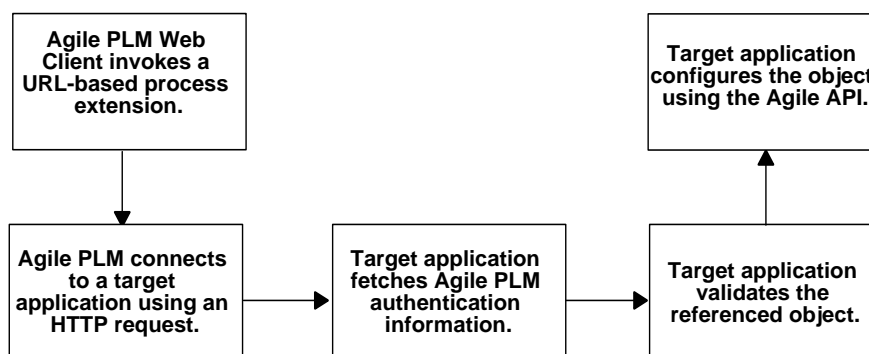 Agile PLM Web
Client invokes a
URL-based process
extension.
Agile PLM connects
to a target
application using an
HTTP request.
Target application
fetches Agile PLM
authentication
information.
Target application
validates the
referenced object.
Target application
configures the object
using the Agile API.